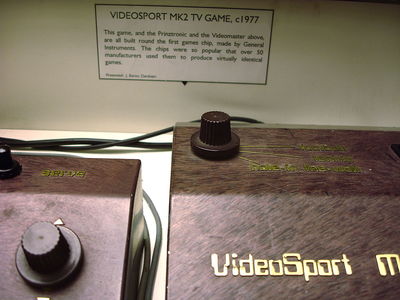 VIDEOSPORT MK2 TV GAME, c1977
This game, and the Prinztronic and the Videomaster above,
are all built round the first games chip, made by General
Instruments. The chips were so popular that over 50
manufacturers used them to produce virtually identical
games.
VideoSport M